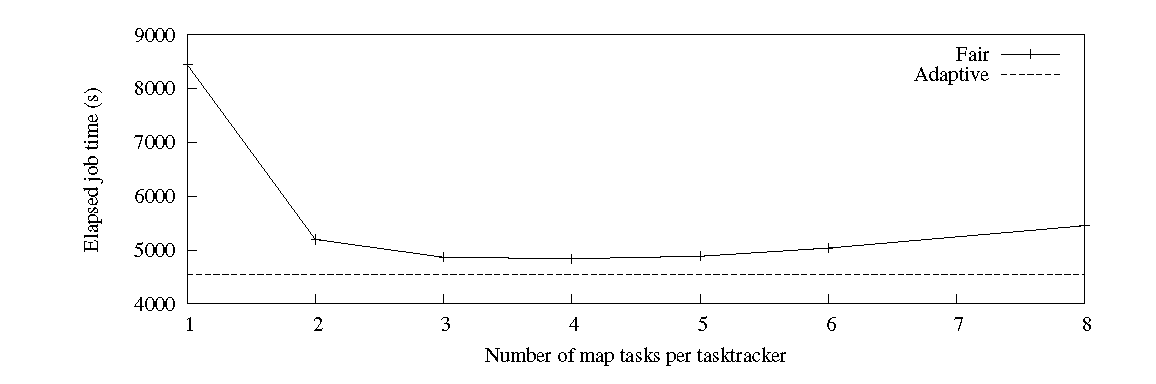 9000
8000
7000
6000
5000
4000
Elapsed job time (s)
Fair
Adaptive
1 2 3 4 5 6 7 8
Number of map tasks per tasktracker